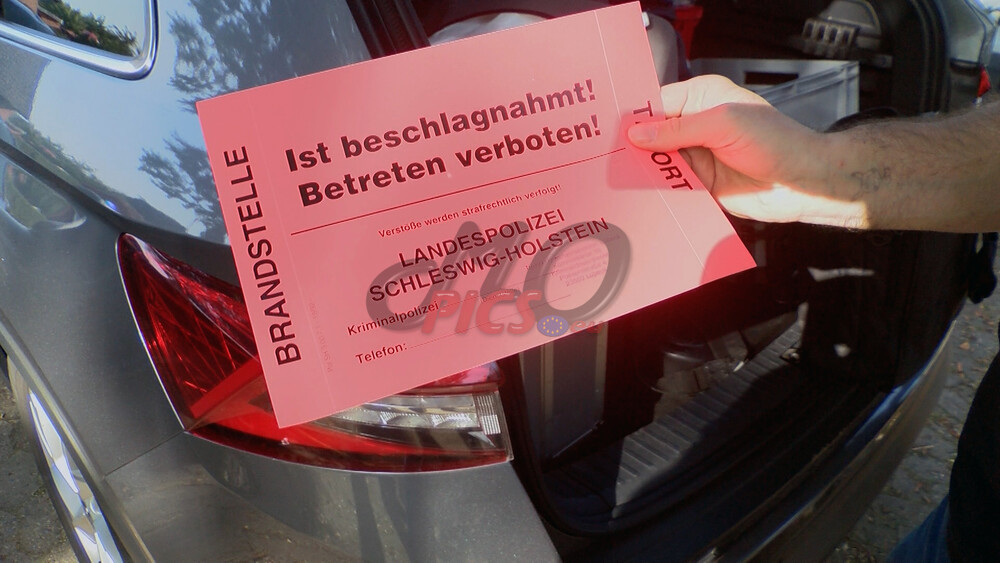 Ist beschlagnahmt!
Betreten verboten!
Verstöße werden strafrechtlich verfolgt!
LANDESPOLIZEI
SCHLESWIG-HOLSTEIN
Kriminalpolizei
Telefon:
BRANDSTELLE
PICS